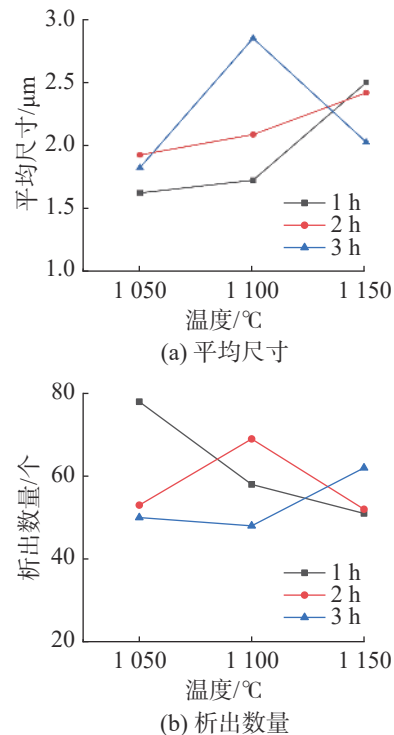 3.0
2.5
2.0
1.5
1.0
平均尺寸/μm
1 h
2 h
3 h
1 050
1 100
1 150
温度/℃
(a) 平均尺寸
80
60
40
20
析出数量/个
1 h
2 h
3 h
1 050
1 100
1 150
温度/℃
(b) 析出数量